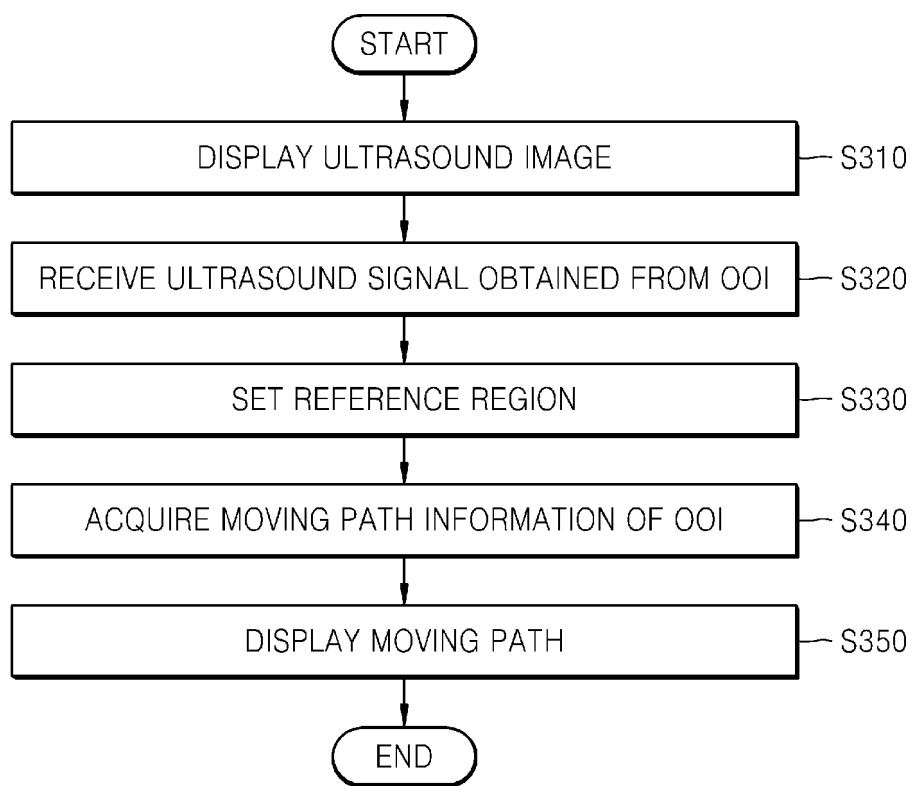 START
DISPLAY ULTRASOUND IMAGE
S310
RECEIVE ULTRASOUND SIGNAL OBTAINED FROM OOI
S320
SET REFERENCE REGION
S330
ACQUIRE MOVING PATH INFORMATION OF OOI
S340
DISPLAY MOVING PATH
S350
END